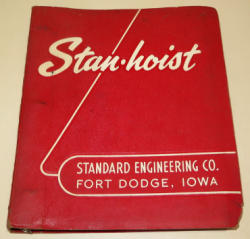 Stan·hoist
STANDARD ENGINEERING CO.
FORT DODGE, IOWA